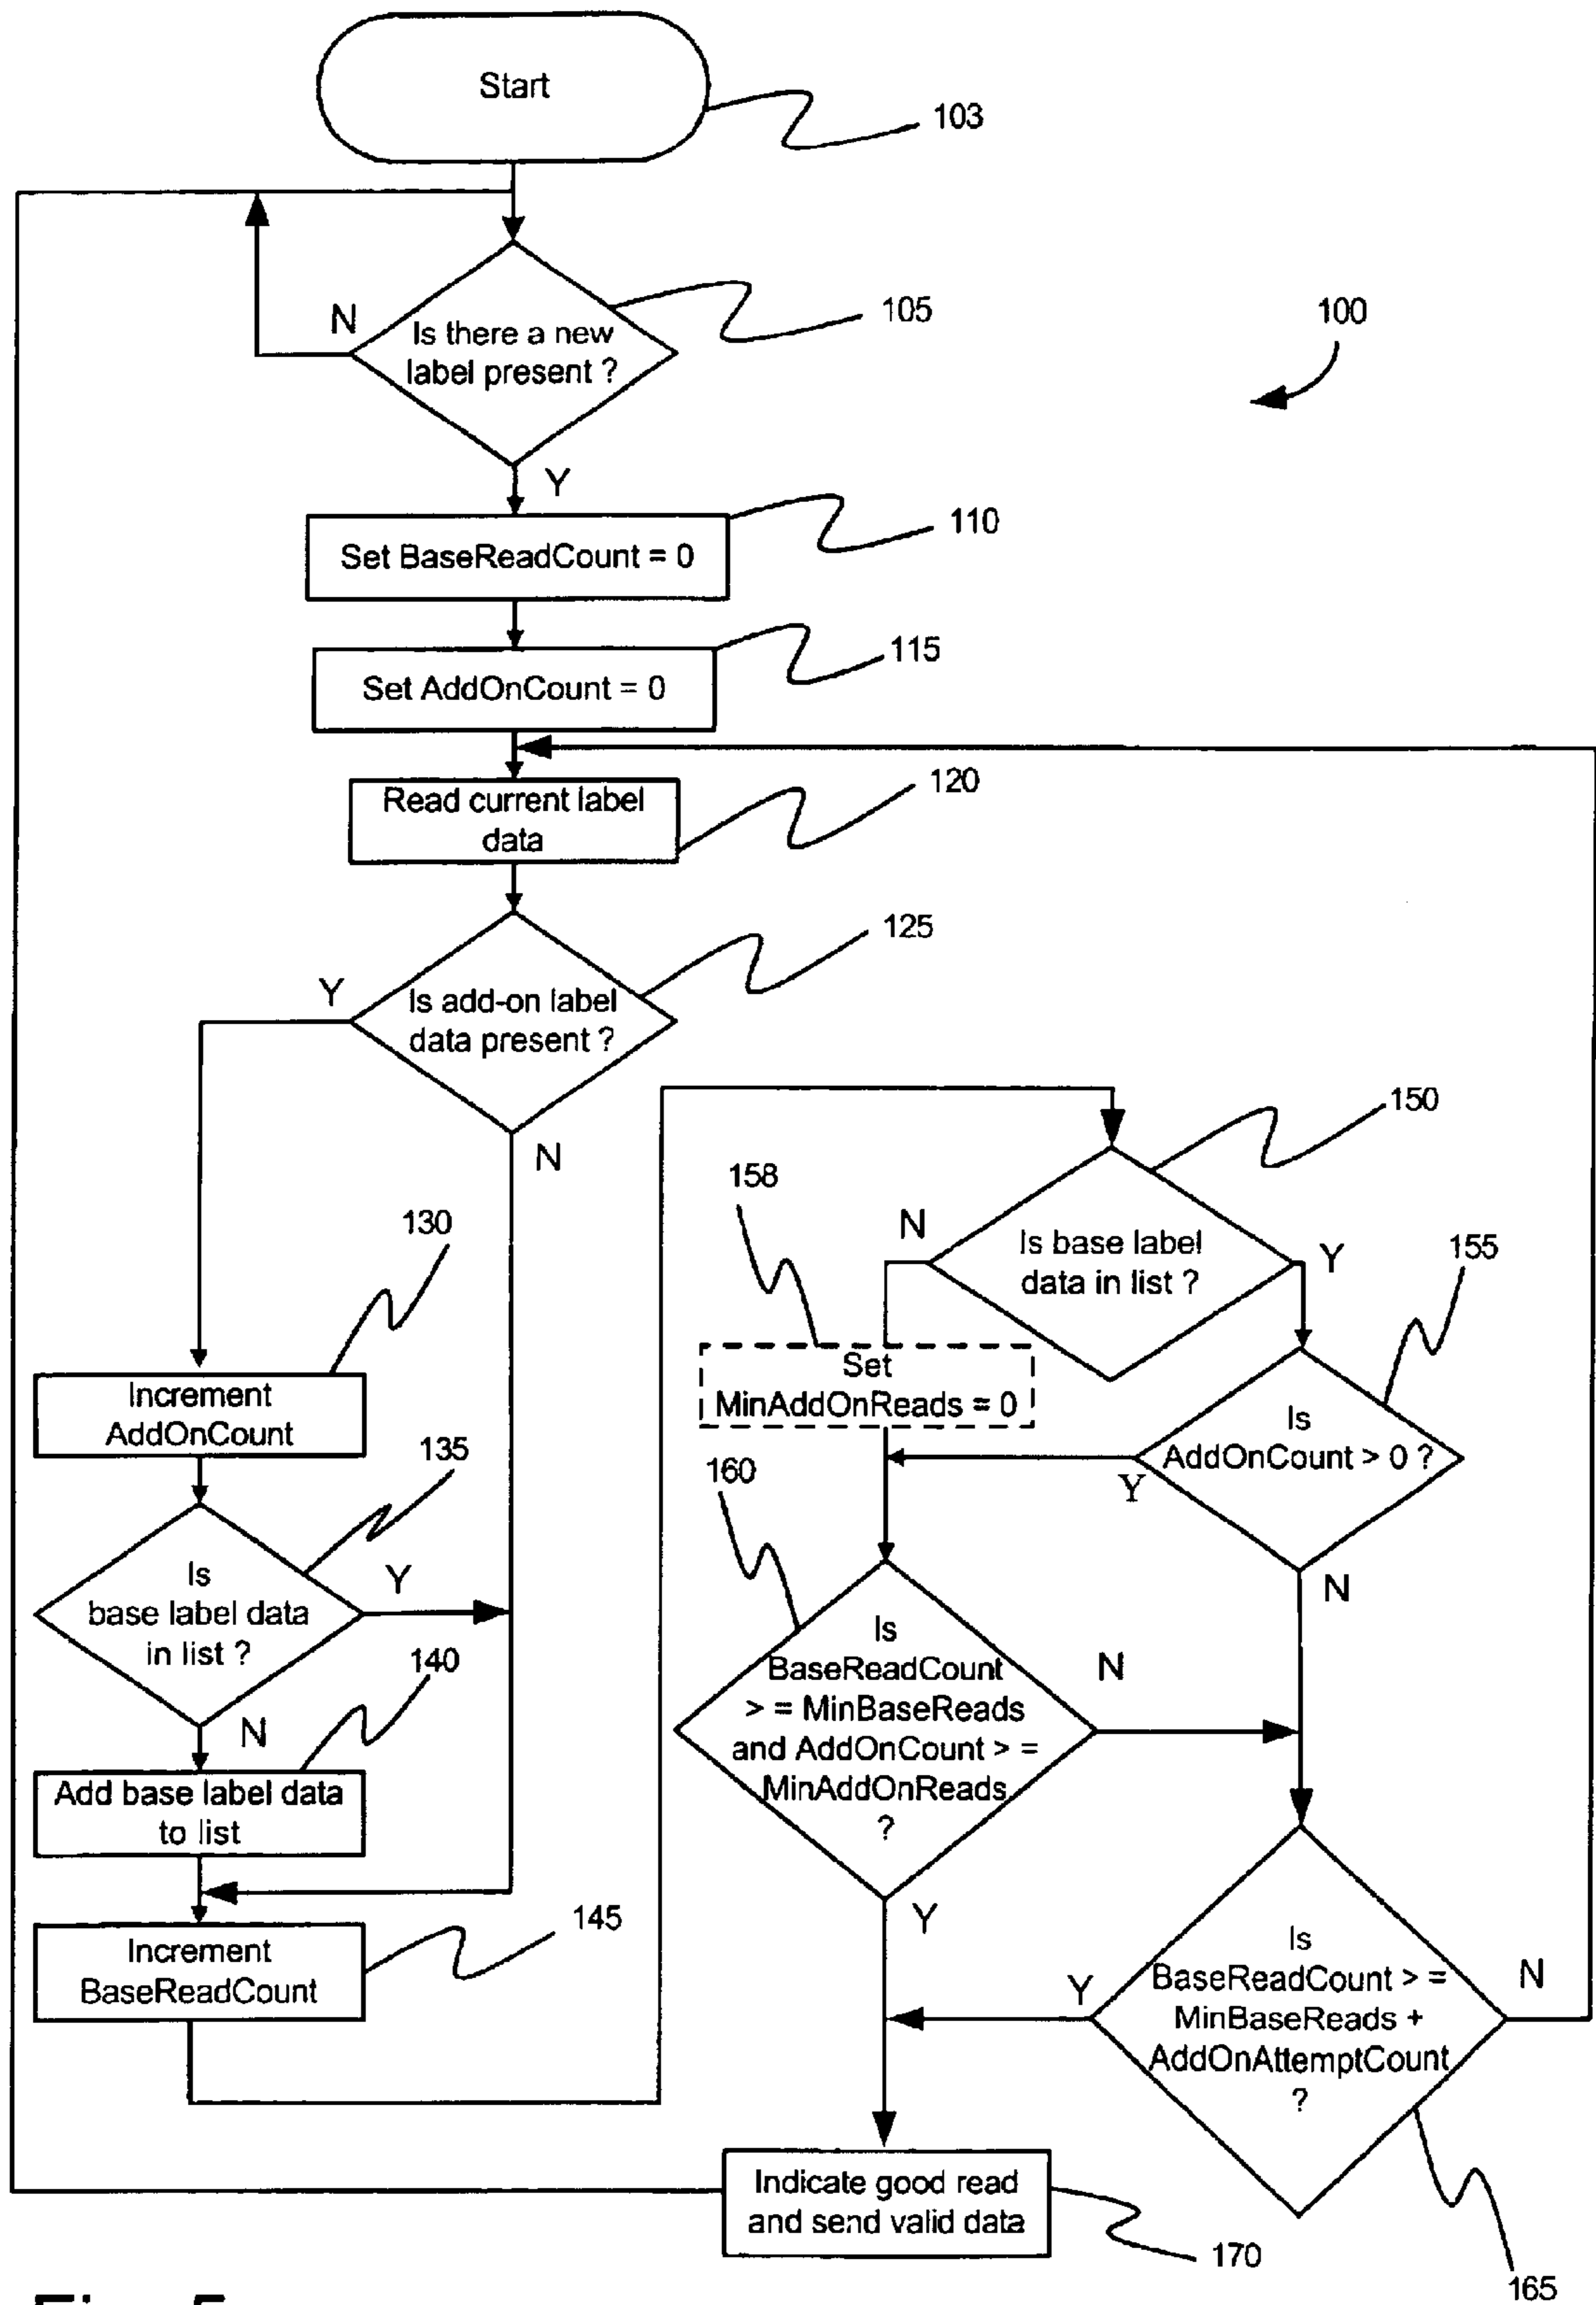 Start
103
Is there a new
label present ?
N
105
100
Y
Set BaseReadCount = 0
110
Set AddOnCount = 0
115
Read current label
data
120
Is add-on label
data present ?
125
Y
N
130
Increment
AddOnCount
135
Is
base label data
in list ?
Y
N
140
Add base label data
to list
Increment
BaseReadCount
145
150
Is base label
data in list ?
N
Y
158
Set
MinAddOnReads = 0
155
Is
AddOnCount > 0 ?
Y
N
160
Is
BaseReadCount
> = MinBaseReads
and AddOnCount > =
MinAddOnReads
?
N
Y
Is
BaseReadCount > =
MinBaseReads +
AddOnAttemptCount
?
Y
N
165
Indicate good read
and send valid data
170